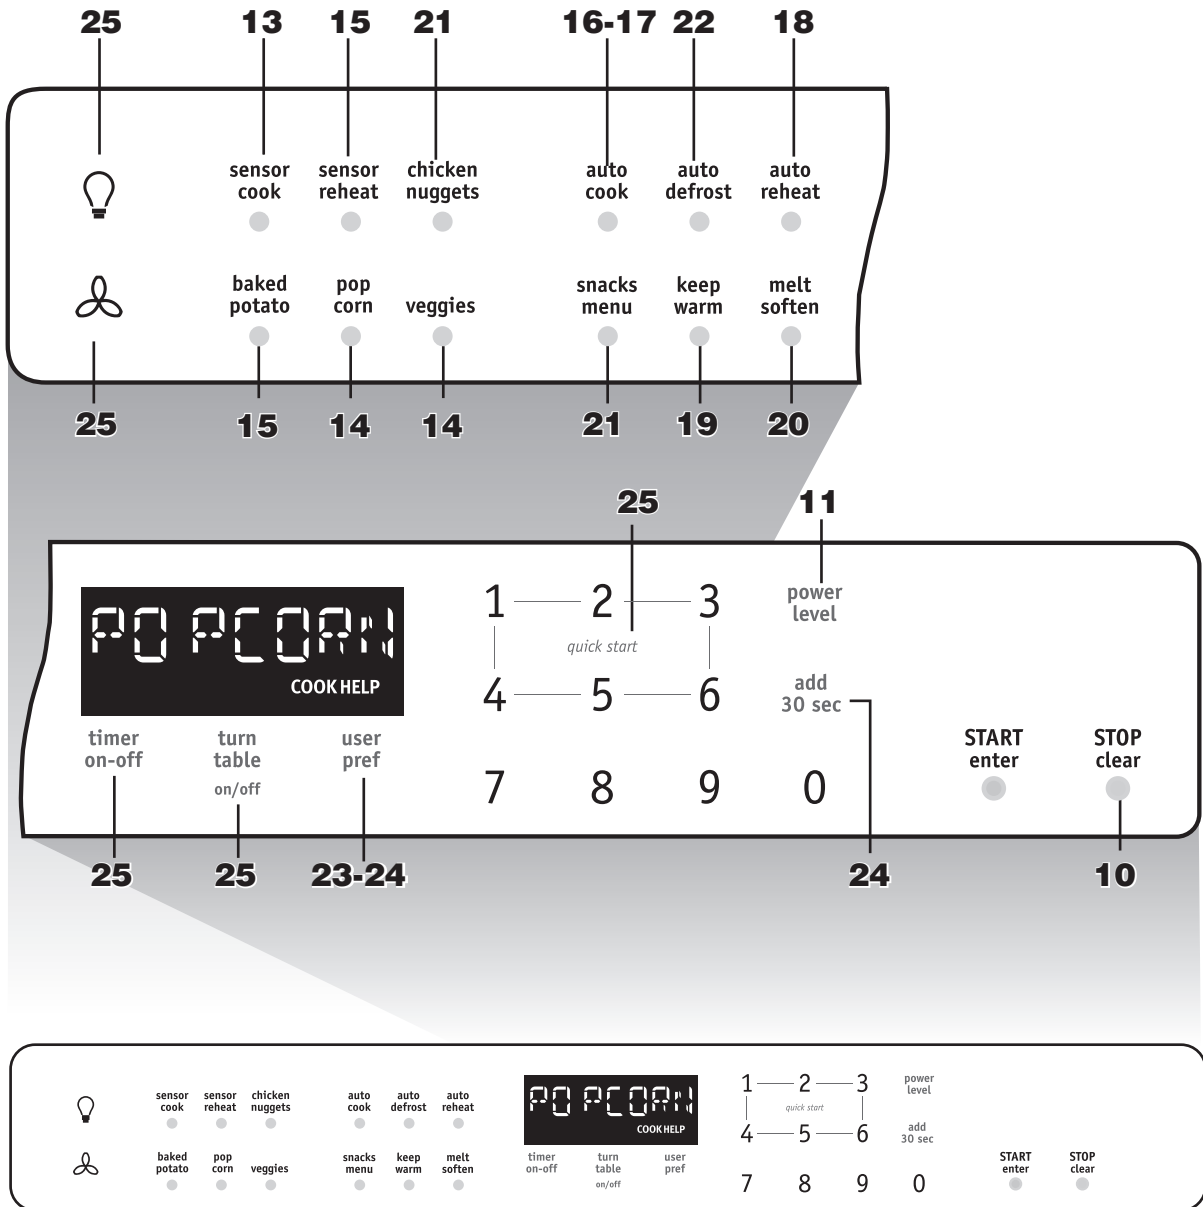 25 13 15 21 16-17 22 18
sensor cook
sensor reheat
chicken nuggets
auto cook
auto defrost
auto reheat
baked potato
pop corn
veggies
snacks menu
keep warm
melt soften
25 15 14 14 21 19 20
25 11
PO PCORN
COOK HELP
1 2 3
power level
quick start
4 5 6
add 30 sec
timer on-off
turn table on/off
user pref
7 8 9 0
START enter
STOP clear
25 25 23-24 24 10
sensor cook
sensor reheat
chicken nuggets
auto cook
auto defrost
auto reheat
baked potato
pop corn
veggies
snacks menu
keep warm
melt soften
PO PCORN
COOK HELP
timer on-off
turn table on/off
user pref
1 2 3
power level
quick start
4 5 6
add 30 sec
7 8 9 0
START enter
STOP clear